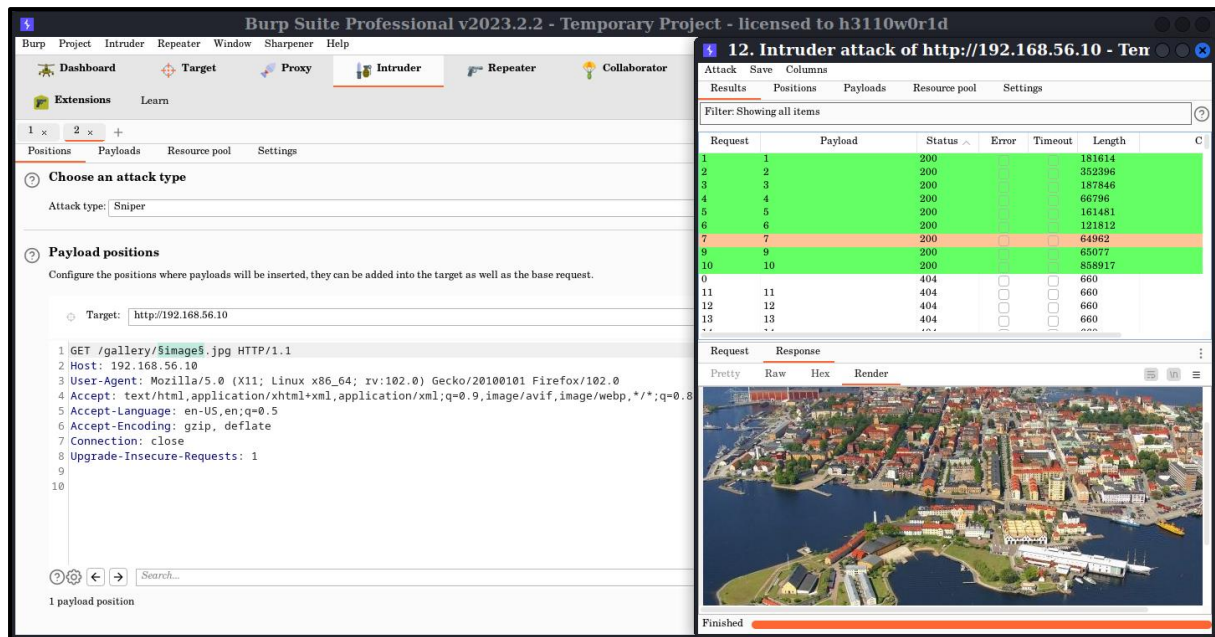 Burp Suite Professional v2023.2.2 - Temporary Project - licensed to h3110w0r1d
Burp Project Intruder Repeater Window Sharpener Help
Dashboard Target Proxy Intruder Repeater Collaborator
Extensions Learn
1 × 2 × +
Positions Payloads Resource pool Settings
? Choose an attack type
Attack type: Sniper
? Payload positions
Configure the positions where payloads will be inserted, they can be added into the target as well as the base request.
Target: http://192.168.56.10
1 GET /gallery/§image§.jpg HTTP/1.1
2 Host: 192.168.56.10
3 User-Agent: Mozilla/5.0 (X11; Linux x86_64; rv:102.0) Gecko/20100101 Firefox/102.0
4 Accept: text/html,application/xhtml+xml,application/xml;q=0.9,image/avif,image/webp,*/*;q=0.8
5 Accept-Language: en-US,en;q=0.5
6 Accept-Encoding: gzip, deflate
7 Connection: close
8 Upgrade-Insecure-Requests: 1
9
10
Search...
1 payload position
12. Intruder attack of http://192.168.56.10 - Tem
Attack Save Columns
Results Positions Payloads Resource pool Settings
Filter: Showing all items ?
Request Payload Status Error Timeout Length C
1 1 200 181614
2 2 200 352396
3 3 200 187846
4 4 200 66796
5 5 200 161481
6 6 200 121812
7 7 200 64962
9 9 200 65077
10 10 200 858917
0 404 660
11 11 404 660
12 12 404 660
13 13 404 660
Request Response
Pretty Raw Hex Render \n
Finished